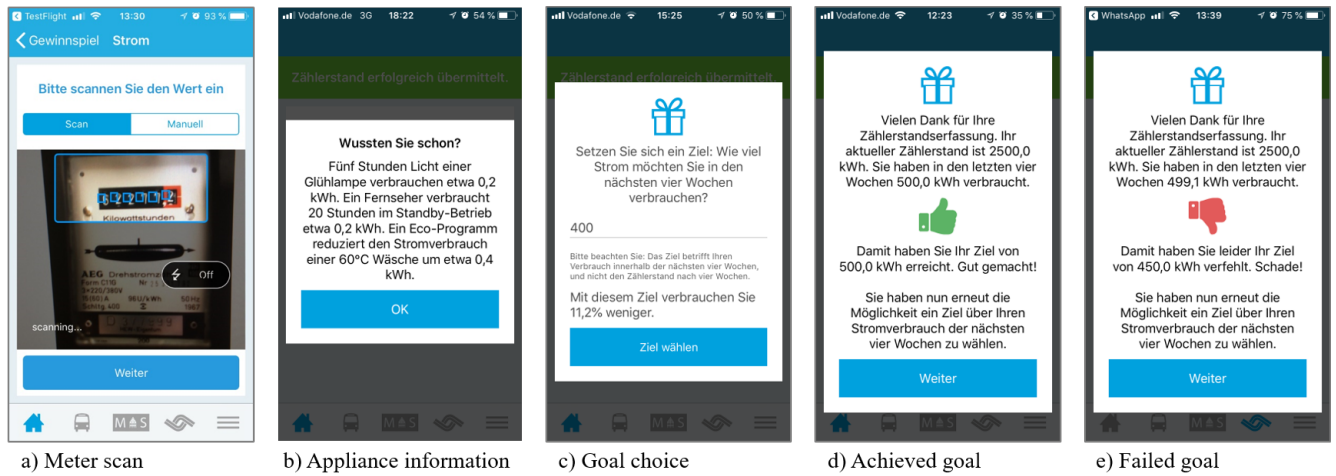 TestFlight 13:30 93 %
Gewinnspiel Strom
Bitte scannen Sie den Wert ein
Scan Manuell
Kilowattstunden
AEG Drehstromz
Form C110 Nr
Off
scanning...
Weiter
M S
a) Meter scan
Vodafone.de 3G 18:22 54 %
Zählerstand erfolgreich übermittelt.
Wussten Sie schon?
Fünf Stunden Licht einer
Glühlampe verbrauchen etwa 0,2
kWh. Ein Fernseher verbraucht
20 Stunden im Standby-Betrieb
etwa 0,2 kWh. Ein Eco-Programm
reduziert den Stromverbrauch
einer 60°C Wäsche um etwa 0,4
kWh.
OK
M S
b) Appliance information
Vodafone.de 15:25 50 %
Zählerstand erfolgreich übermittelt.
Setzen Sie sich ein Ziel: Wie viel
Strom möchten Sie in den
nächsten vier Wochen
verbrauchen?
400
Bitte beachten Sie: Das Ziel betrifft Ihren
Verbrauch innerhalb der nächsten vier Wochen,
und nicht den Zählerstand nach vier Wochen.
Mit diesem Ziel verbrauchen Sie
11,2% weniger.
Ziel wählen
M S
c) Goal choice
Vodafone.de 12:23 35 %
Vielen Dank für Ihre
Zählerstandserfassung. Ihr
aktueller Zählerstand ist 2500,0
kWh. Sie haben in den letzten vier
Wochen 500,0 kWh verbraucht.
Damit haben Sie Ihr Ziel von
500,0 kWh erreicht. Gut gemacht!
Sie haben nun erneut die
Möglichkeit ein Ziel über Ihren
Stromverbrauch der nächsten
vier Wochen zu wählen.
Weiter
M S
d) Achieved goal
WhatsApp 13:39 75 %
Vielen Dank für Ihre
Zählerstandserfassung. Ihr
aktueller Zählerstand ist 2500,0
kWh. Sie haben in den letzten vier
Wochen 499,1 kWh verbraucht.
Damit haben Sie leider Ihr Ziel
von 450,0 kWh verfehlt. Schade!
Sie haben nun erneut die
Möglichkeit ein Ziel über Ihren
Stromverbrauch der nächsten
vier Wochen zu wählen.
Weiter
M S
e) Failed goal